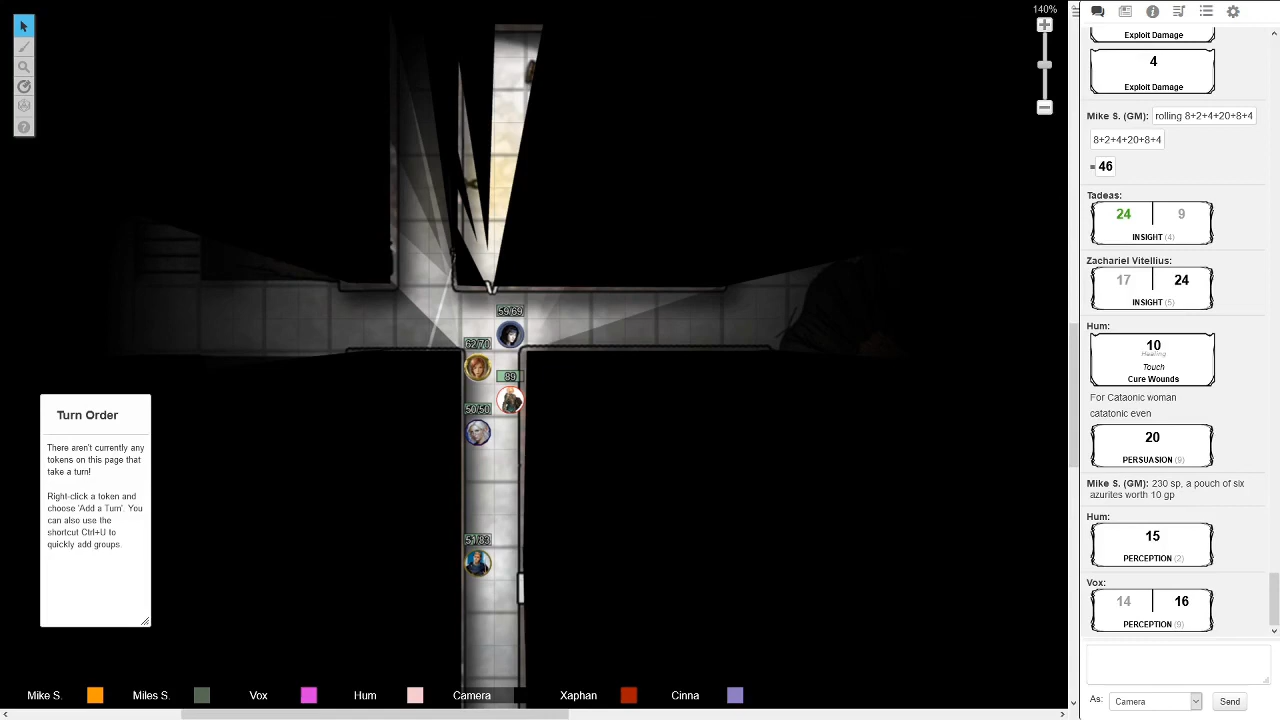 140%
Exploit Damage
4
Exploit Damage
Mike S. (GM): rolling 8+2+4+20+8+4
8+2+4+20+8+4
=46
Tadeas:
24 9
INSIGHT (4)
Zachariel Vitellius:
17 24
INSIGHT (5)
Hum:
10
Healing
Touch
Cure Wounds
For Cataonic woman
catatonic even
20
PERSUASION (9)
Mike S. (GM): 230 sp, a pouch of six
azurites worth 10 gp
Hum:
15
PERCEPTION (2)
Vox:
14 16
PERCEPTION (9)
As: Camera Send
59/69
62/70
89
50/50
51/83
Turn Order
There aren't currently any
tokens on this page that
take a turn!
Right-click a token and
choose 'Add a Turn'. You
can also use the
shortcut Ctrl+U to
quickly add groups.
Mike S. Miles S. Vox Hum Camera Xaphan Cinna